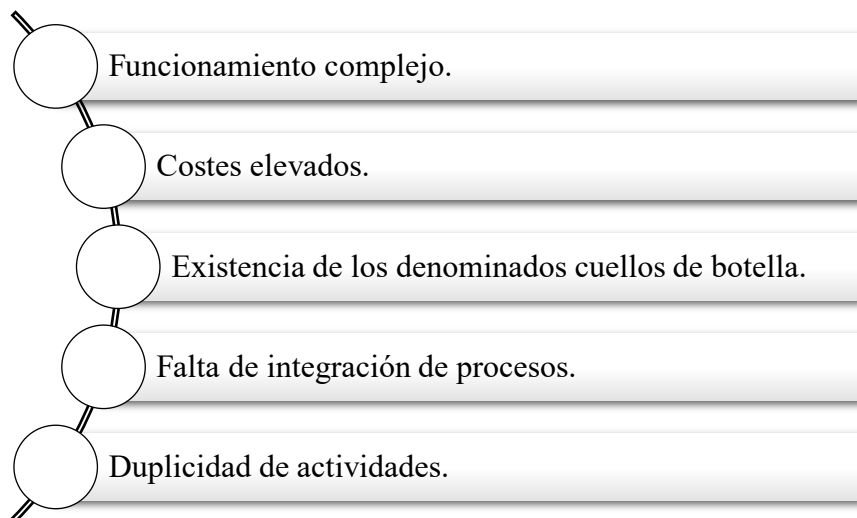 Funcionamiento complejo.
Costes elevados.
Existencia de los denominados cuellos de botella.
Falta de integración de procesos.
Duplicidad de actividades.